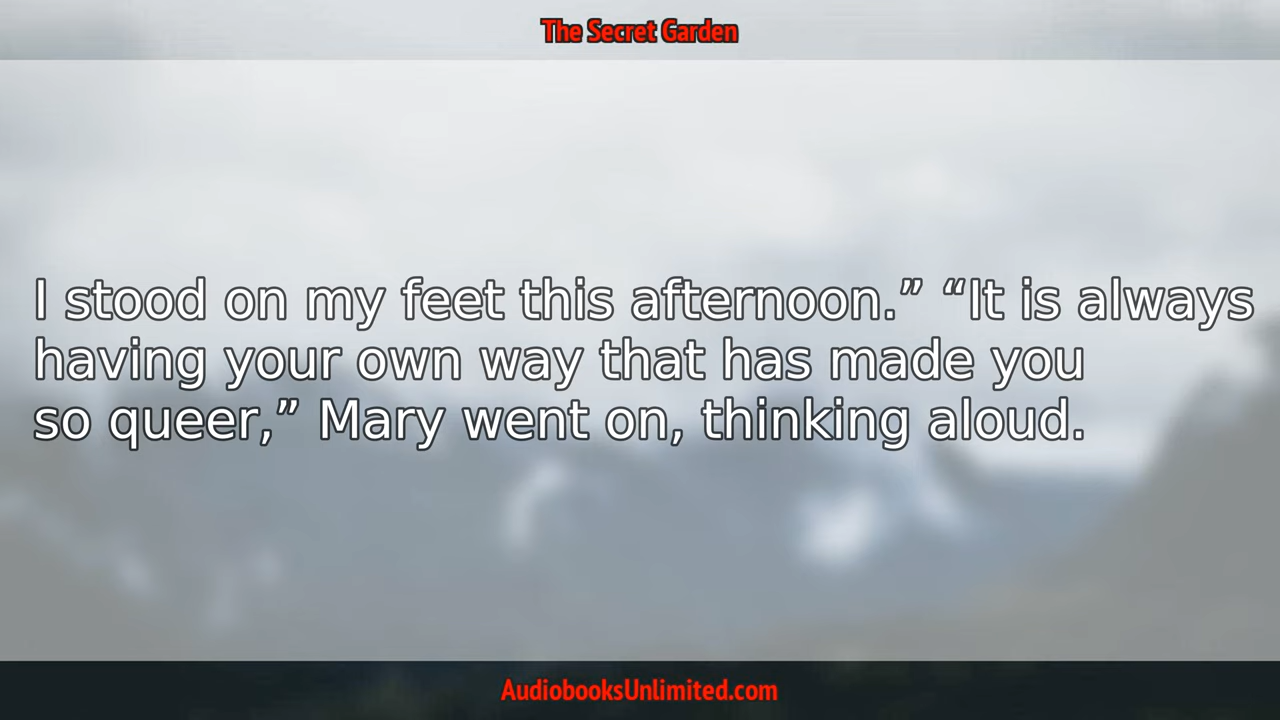 The Secret Garden
I stood on my feet this afternoon.” “It is always
having your own way that has made you
so queer,” Mary went on, thinking aloud.
AudiobooksUnlimited.com